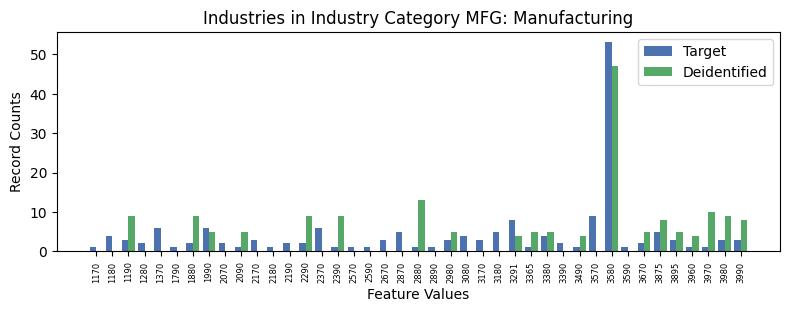 Industries in Industry Category MFG: Manufacturing
Target
Deidentified
Record Counts
50
40
30
20
10
0
1170 1180 1190 1280 1370 1790 1880 1990 2070 2090 2170 2180 2190 2290 2370 2390 2570 2590 2670 2870 2880 2890 2980 3080 3170 3180 3291 3365 3380 3390 3490 3570 3580 3590 3670 3875 3895 3960 3970 3980 3990
Feature Values